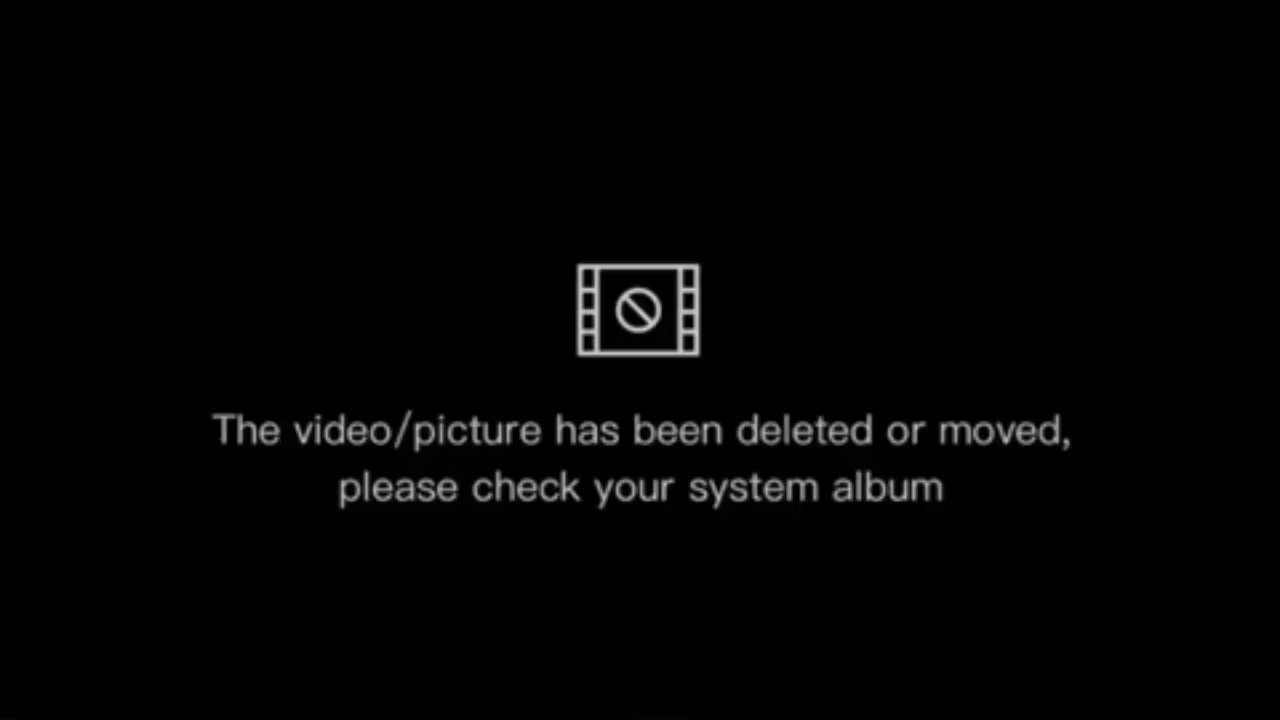 The video/picture has been deleted or moved,
please check your system album